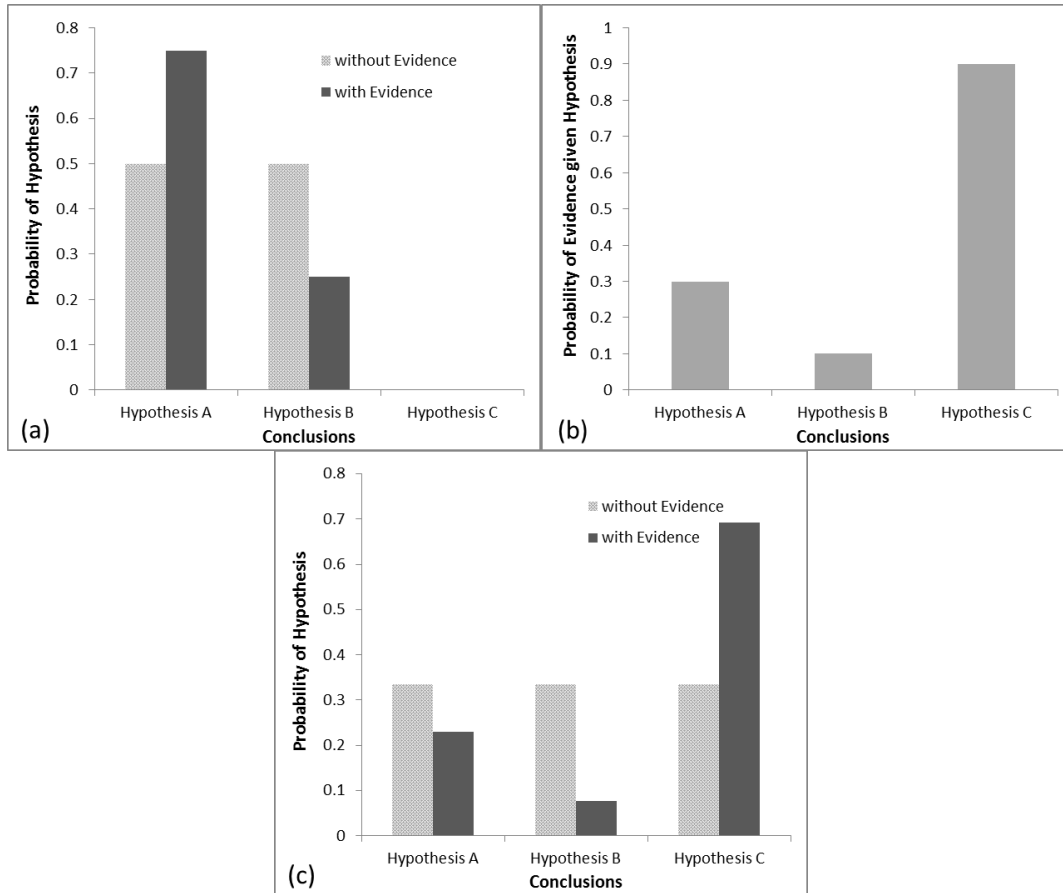 Probability of Hypothesis
0.8
0.7
0.6
0.5
0.4
0.3
0.2
0.1
0
without Evidence
with Evidence
Hypothesis A
Hypothesis B
Hypothesis C
Conclusions
(a)
Probability of Evidence given Hypothesis
1
0.9
0.8
0.7
0.6
0.5
0.4
0.3
0.2
0.1
0
Hypothesis A
Hypothesis B
Hypothesis C
Conclusions
(b)
Probability of Hypothesis
0.8
0.7
0.6
0.5
0.4
0.3
0.2
0.1
0
without Evidence
with Evidence
Hypothesis A
Hypothesis B
Hypothesis C
Conclusions
(c)